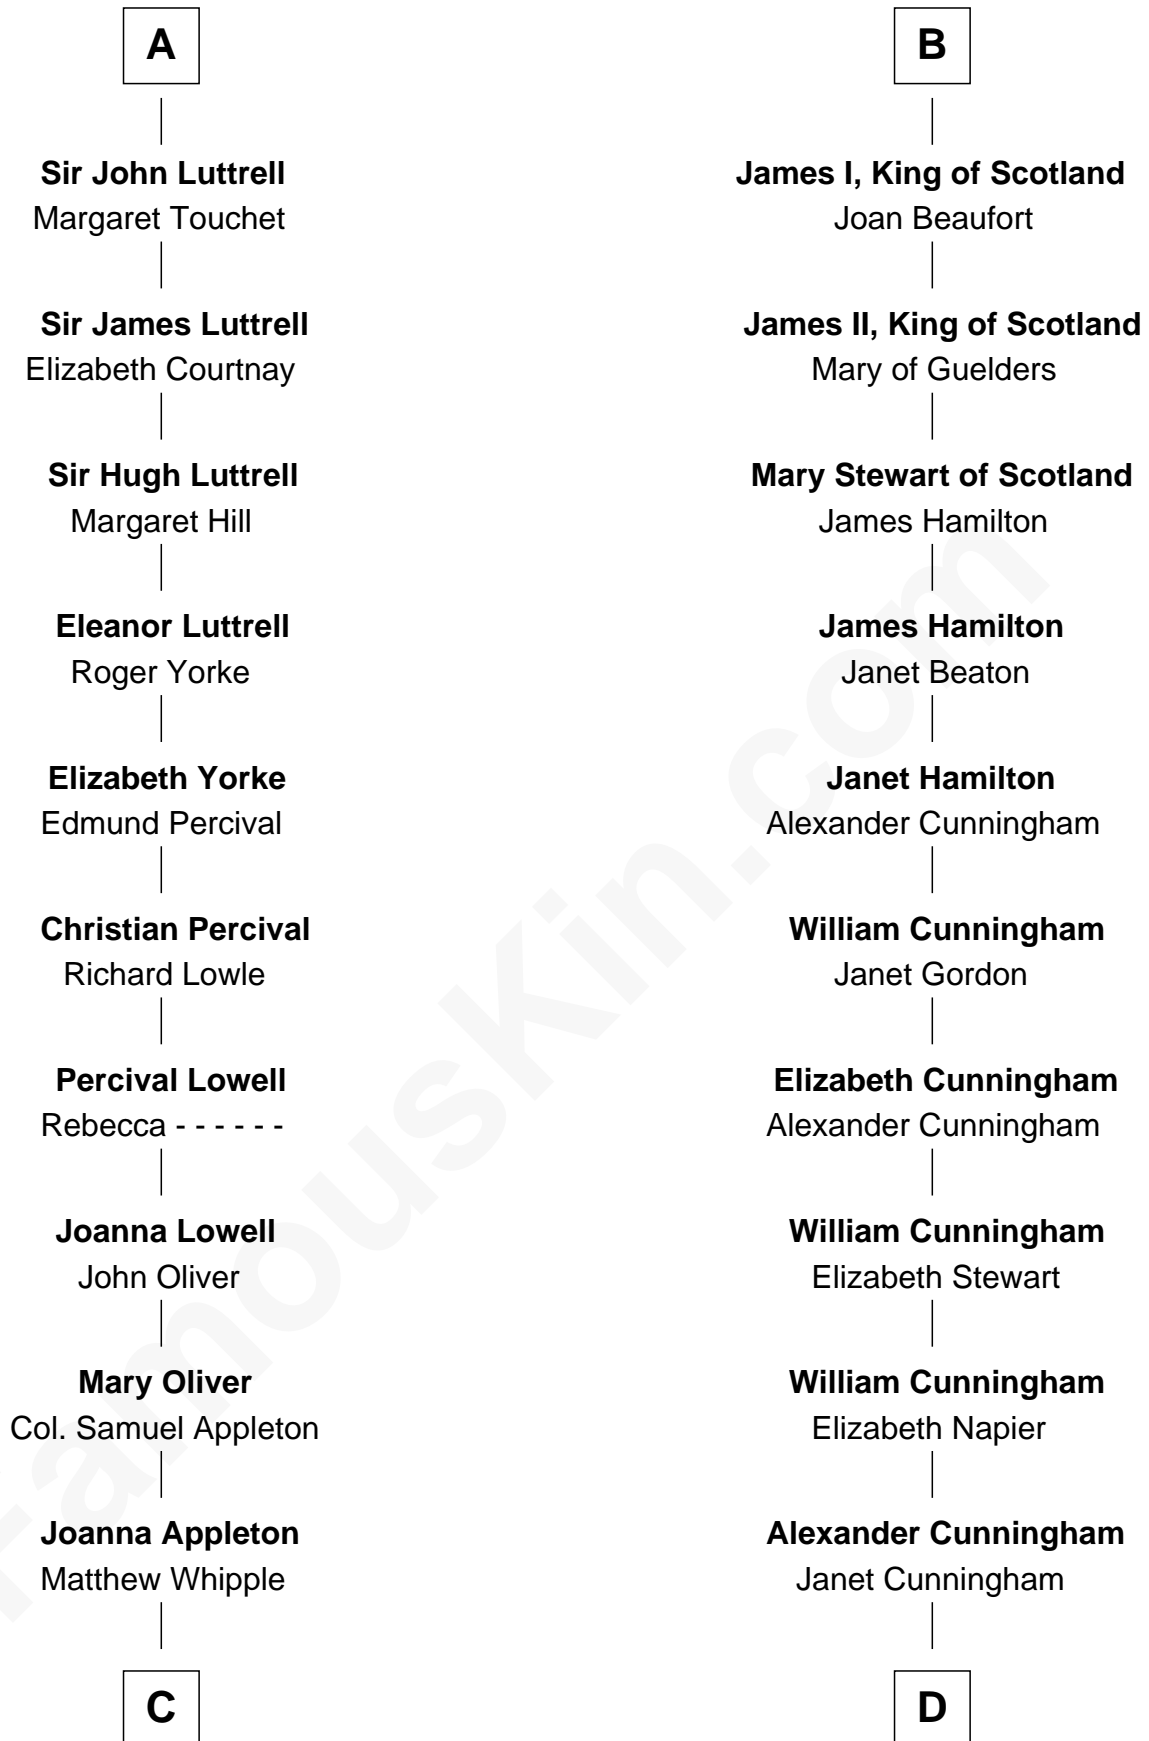 A
Sir John Luttrell
Margaret Touchet
Sir James Luttrell
Elizabeth Courtnay
Sir Hugh Luttrell
Margaret Hill
Eleanor Luttrell
Roger Yorke
Elizabeth Yorke
Edmund Percival
Christian Percival
Richard Lowle
Percival Lowell
Rebecca - - - - - -
Joanna Lowell
John Oliver
Mary Oliver
Col. Samuel Appleton
Joanna Appleton
Matthew Whipple
C
B
James I, King of Scotland
Joan Beaufort
James II, King of Scotland
Mary of Guelders
Mary Stewart of Scotland
James Hamilton
James Hamilton
Janet Beaton
Janet Hamilton
Alexander Cunningham
William Cunningham
Janet Gordon
Elizabeth Cunningham
Alexander Cunningham
William Cunningham
Elizabeth Stewart
William Cunningham
Elizabeth Napier
Alexander Cunningham
Janet Cunningham
D
FamousKin.com